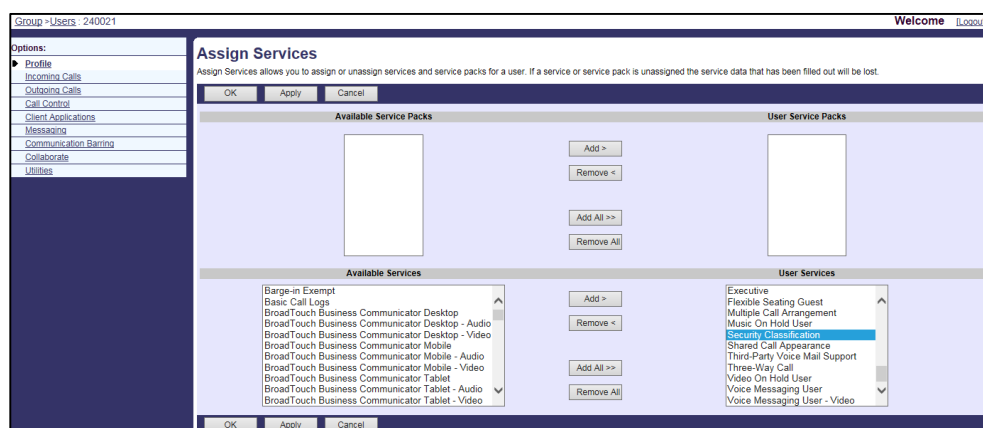 Group >Users : 240021
Welcome [Logout
Options:
Profile
Incoming Calls
Outgoing Calls
Call Control
Client Applications
Messaging
Communication Barring
Collaborate
Utilities
Assign Services
Assign Services allows you to assign or unassign services and service packs for a user. If a service or service pack is unassigned the service data that has been filled out will be lost.
OK Apply Cancel
Available Service Packs User Service Packs
Add >
Remove <
Add All >>
Remove All
Available Services User Services
Barge-in Exempt
Basic Call Logs
BroadTouch Business Communicator Desktop
BroadTouch Business Communicator Desktop - Audio
BroadTouch Business Communicator Desktop - Video
BroadTouch Business Communicator Mobile
BroadTouch Business Communicator Mobile - Audio
BroadTouch Business Communicator Mobile - Video
BroadTouch Business Communicator Tablet
BroadTouch Business Communicator Tablet - Audio
BroadTouch Business Communicator Tablet - Video
Add >
Remove <
Add All >>
Remove All
Executive
Flexible Seating Guest
Multiple Call Arrangement
Music On Hold User
Security Classification
Shared Call Appearance
Third-Party Voice Mail Support
Three-Way Call
Video On Hold User
Voice Messaging User
Voice Messaging User - Video
OK Apply Cancel